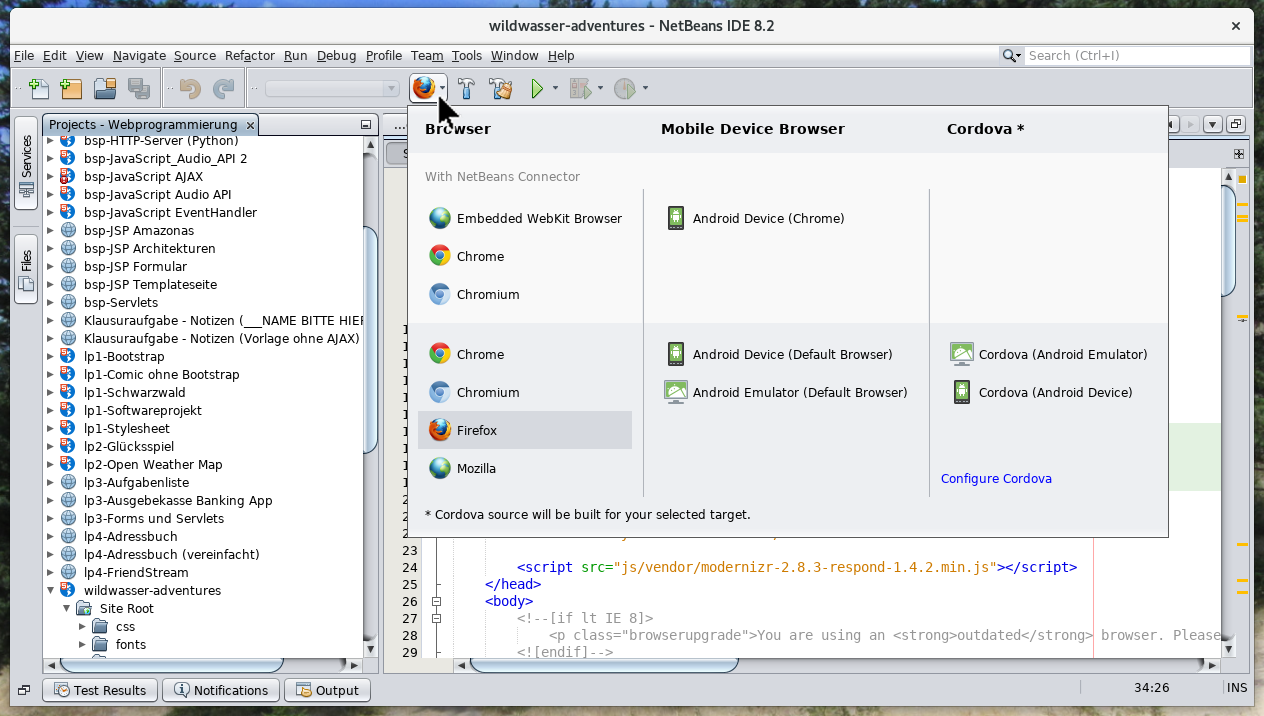 wildwasser-adventures - NetBeans IDE 8.2
File Edit View Navigate Source Refactor Run Debug Profile Team Tools Window Help
Search (Ctrl+I)
Services
Files
Projects - Webprogrammierung
bsp-HTTP-Server (Python)
bsp-JavaScript_Audio_API 2
bsp-JavaScript AJAX
bsp-JavaScript Audio API
bsp-JavaScript EventHandler
bsp-JSP Amazonas
bsp-JSP Architekturen
bsp-JSP Formular
bsp-JSP Templateseite
bsp-Servlets
Klausuraufgabe - Notizen (___NAME BITTE HIER
Klausuraufgabe - Notizen (Vorlage ohne AJAX)
lp1-Bootstrap
lp1-Comic ohne Bootstrap
lp1-Schwarzwald
lp1-Softwareprojekt
lp1-Stylesheet
lp2-Glücksspiel
lp2-Open Weather Map
lp3-Aufgabenliste
lp3-Ausgebekasse Banking App
lp3-Forms und Servlets
lp4-Adressbuch
lp4-Adressbuch (vereinfacht)
lp4-FriendStream
wildwasser-adventures
Site Root
css
fonts
Browser
Mobile Device Browser
Cordova *
With NetBeans Connector
Embedded WebKit Browser
Chrome
Chromium
Android Device (Chrome)
Chrome
Chromium
Firefox
Mozilla
Android Device (Default Browser)
Android Emulator (Default Browser)
Cordova (Android Emulator)
Cordova (Android Device)
Configure Cordova
* Cordova source will be built for your selected target.
23
24 <script src="js/vendor/modernizr-2.8.3-respond-1.4.2.min.js"></script>
25 </head>
26 <body>
27 <!--[if lt IE 8]>
28 <p class="browserupgrade">You are using an <strong>outdated</strong> browser. Please
29 <![endif]-->
Test Results
Notifications
Output
34:26
INS